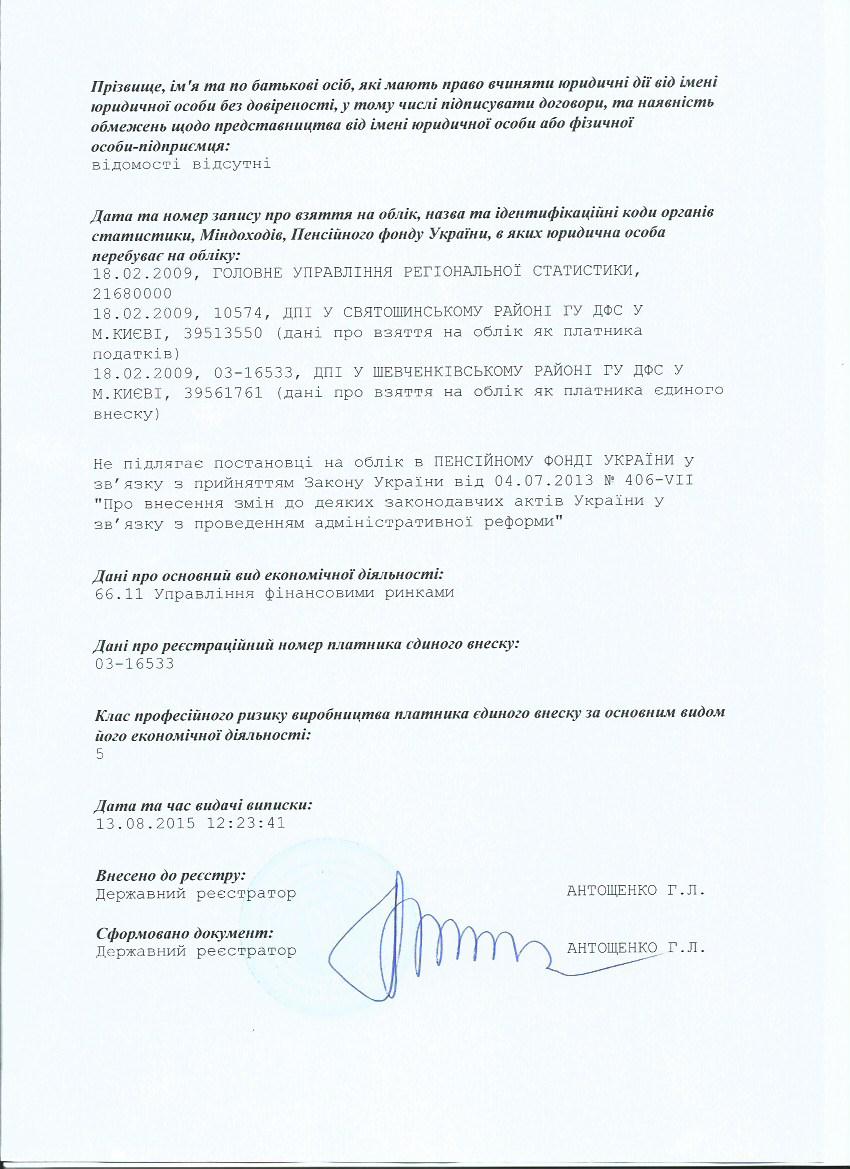 Прізвище, ім'я та по батькові осіб, які мають право вчиняти юридичні дії від імені
юридичної особи без довіреності, у тому числі підписувати договори, та наявність
обмежень щодо представництва від імені юридичної особи або фізичної
особи-підприємця:
відомості відсутні
Дата та номер запису про взяття на облік, назва та ідентифікаційні коди органів
статистики, Міндоходів, Пенсійного фонду України, в яких юридична особа
перебуває на обліку:
18.02.2009, ГОЛОВНЕ УПРАВЛІННЯ РЕГІОНАЛЬНОЇ СТАТИСТИКИ,
21680000
18.02.2009, 10574, ДПІ У СВЯТОШИНСЬКОМУ РАЙОНІ ГУ ДФС У
М.КИЄВІ, 39513550 (дані про взяття на облік як платника
податків)
18.02.2009, 03-16533, ДПІ У ШЕВЧЕНКІВСЬКОМУ РАЙОНІ ГУ ДФС У
М.КИЄВІ, 39561761 (дані про взяття на облік як платника єдиного
внеску)
Не підлягає постановці на облік в ПЕНСІЙНОМУ ФОНДІ УКРАЇНИ у
зв’язку з прийняттям Закону України від 04.07.2013 № 406-VII
"Про внесення змін до деяких законодавчих актів України у
зв’язку з проведенням адміністративної реформи"
Дані про основний вид економічної діяльності:
66.11 Управління фінансовими ринками
Дані про реєстраційний номер платника єдиного внеску:
03-16533
Клас професійного ризику виробництва платника єдиного внеску за основним видом
його економічної діяльності:
5
Дата та час видачі виписки:
13.08.2015 12:23:41
Внесено до реєстру:
Державний реєстратор АНТОЩЕНКО Г.Л.
Сформовано документ:
Державний реєстратор АНТОЩЕНКО Г.Л.